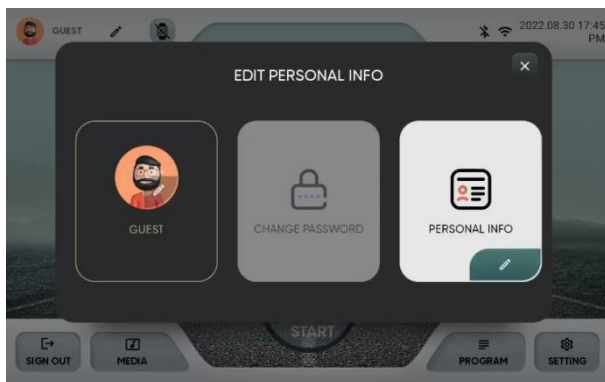 GUEST
2022.08.30 17:45
PM
EDIT PERSONAL INFO
GUEST
CHANGE PASSWORD
PERSONAL INFO
START
SIGN OUT
MEDIA
PROGRAM
SETTING